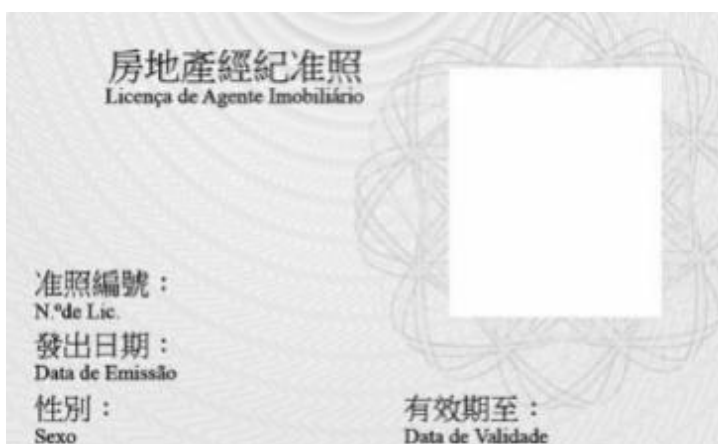 房地產經紀准照
Licença de Agente Imobiliário
准照編號：
N.ºde Lic.
發出日期：
Data de Emissão
性別：
Sexo
有效期至：
Data de Validade